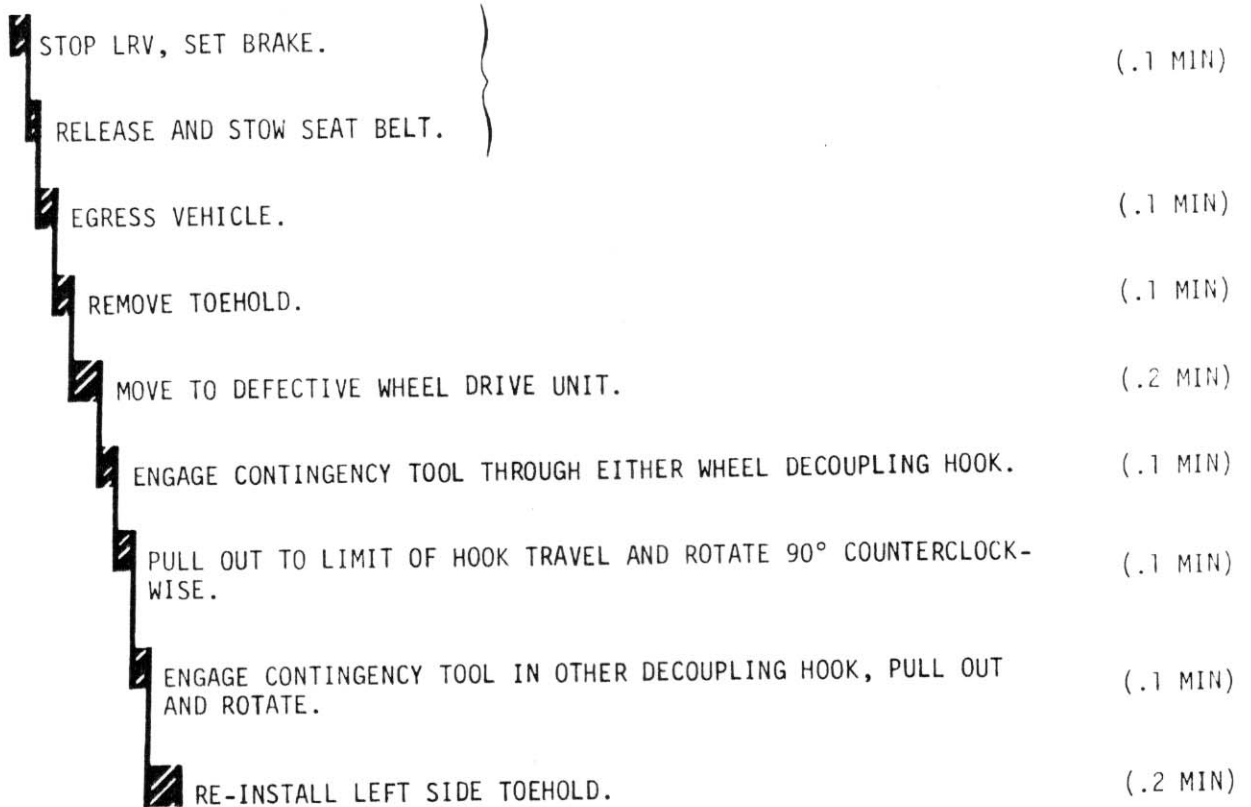 STOP LRV, SET BRAKE.
(.1 MIN)
RELEASE AND STOW SEAT BELT.
EGRESS VEHICLE. (.1 MIN)
REMOVE TOEHOLD. (.1 MIN)
MOVE TO DEFECTIVE WHEEL DRIVE UNIT. (.2 MIN)
ENGAGE CONTINGENCY TOOL THROUGH EITHER WHEEL DECOUPLING HOOK. (.1 MIN)
PULL OUT TO LIMIT OF HOOK TRAVEL AND ROTATE 90° COUNTERCLOCK-
WISE. (.1 MIN)
ENGAGE CONTINGENCY TOOL IN OTHER DECOUPLING HOOK, PULL OUT
AND ROTATE. (.1 MIN)
RE-INSTALL LEFT SIDE TOEHOLD. (.2 MIN)